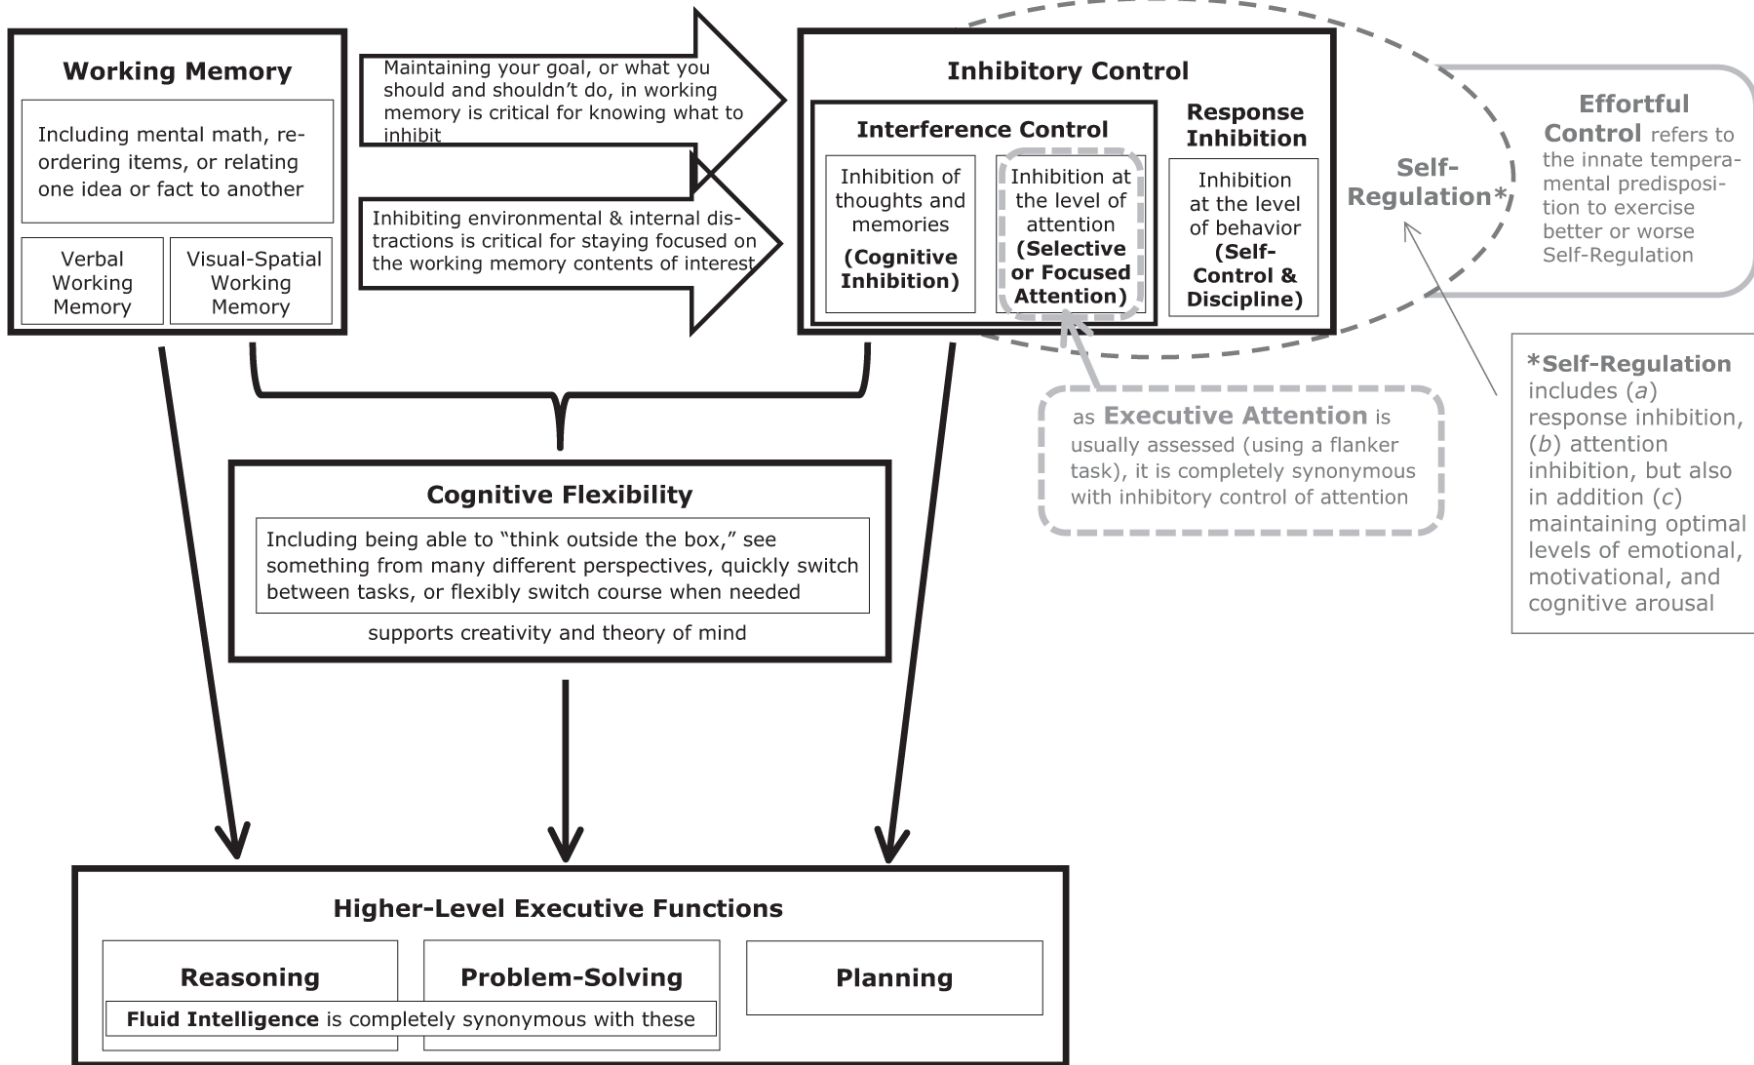 Working Memory
Including mental math, re-
ordering items, or relating
one idea or fact to another
Verbal
Working
Memory
Visual-Spatial
Working
Memory
Maintaining your goal, or what you
should and shouldn’t do, in working
memory is critical for knowing what to
inhibit
Inhibiting environmental & internal dis-
tractions is critical for staying focused on
the working memory contents of interest
Inhibitory Control
Interference Control
Inhibition of
thoughts and
memories
(Cognitive
Inhibition)
Inhibition at
the level of
attention
(Selective
or Focused
Attention)
Response
Inhibition
Inhibition
at the level
of behavior
(Self-
Control &
Discipline)
Self-
Regulation*
Effortful
Control refers to
the innate tempera-
mental predisposi-
tion to exercise
better or worse
Self-Regulation
*Self-Regulation
includes (a)
response inhibition,
(b) attention
inhibition, but also
in addition (c)
maintaining optimal
levels of emotional,
motivational, and
cognitive arousal
as Executive Attention is
usually assessed (using a flanker
task), it is completely synonymous
with inhibitory control of attention
Cognitive Flexibility
Including being able to “think outside the box,” see
something from many different perspectives, quickly switch
between tasks, or flexibly switch course when needed
supports creativity and theory of mind
Higher-Level Executive Functions
Reasoning
Problem-Solving
Planning
Fluid Intelligence is completely synonymous with these